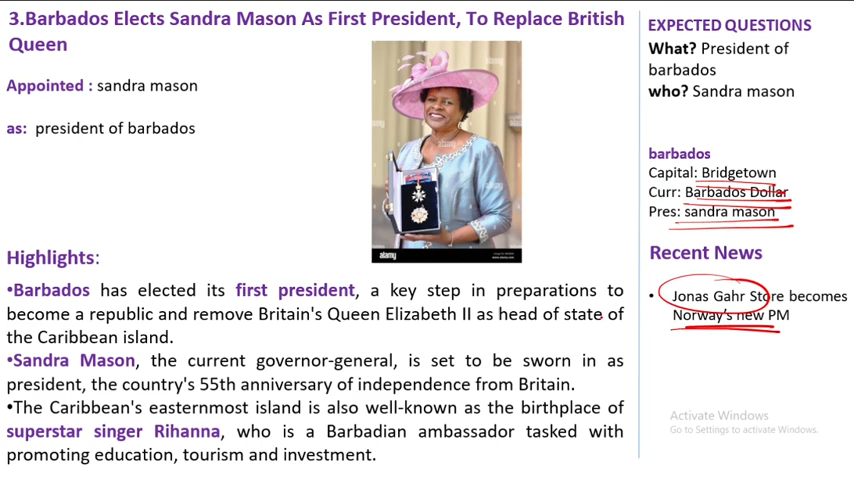 3.Barbados Elects Sandra Mason As First President, To Replace British
Queen
Appointed : sandra mason
as: president of barbados
alamy
Highlights:
•Barbados has elected its first president, a key step in preparations to
become a republic and remove Britain's Queen Elizabeth II as head of state of
the Caribbean island.
•Sandra Mason, the current governor-general, is set to be sworn in as
president, the country's 55th anniversary of independence from Britain.
•The Caribbean's easternmost island is also well-known as the birthplace of
superstar singer Rihanna, who is a Barbadian ambassador tasked with
promoting education, tourism and investment.
EXPECTED QUESTIONS
What? President of
barbados
who? Sandra mason
barbados
Capital: Bridgetown
Curr: Barbados Dollar
Pres: sandra mason
Recent News
• Jonas Gahr Store becomes
Norway's new PM
Activate Windows
Go to Settings to activate Windows.